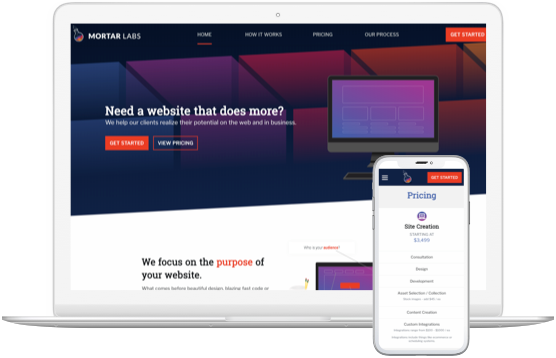 MORTAR LABS
HOME
HOW IT WORKS
PRICING
OUR PROCESS
GET STARTED
Need a website that does more?
We help our clients realize their potential on the web and in business.
GET STARTED
VIEW PRICING
We focus on the purpose of
your website.
What comes before beautiful design, blazing fast code or
Who is your audience?
GET STARTED
Pricing
Site Creation
STARTING AT
$3,499
Consultation
Design
Development
Asset Selection / Collection
Content Creation
Custom Integrations